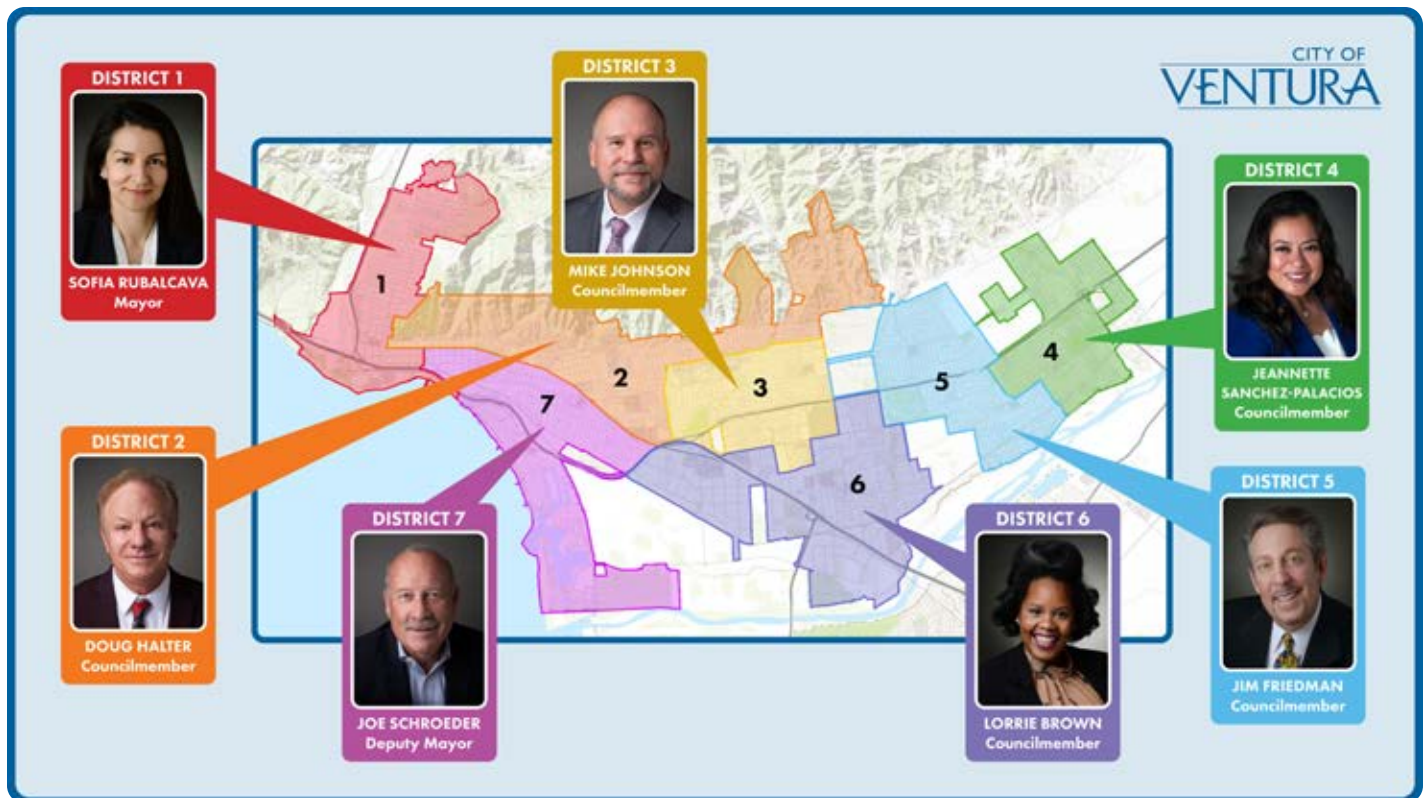 CITY OF
VENTURA
DISTRICT 1
SOFIA RUBALCAVA
Mayor
DISTRICT 2
DOUG HALTER
Councilmember
DISTRICT 3
MIKE JOHNSON
Councilmember
DISTRICT 4
JEANNETTE
SANCHEZ-PALACIOS
Councilmember
DISTRICT 5
JIM FRIEDMAN
Councilmember
DISTRICT 6
LORRIE BROWN
Councilmember
DISTRICT 7
JOE SCHROEDER
Deputy Mayor
1
2
3
4
5
6
7